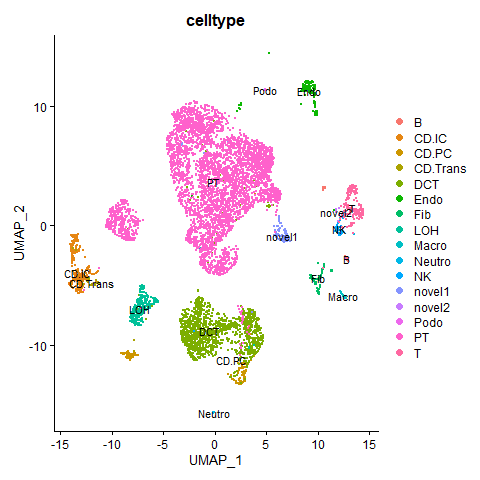 celltype
Podo
Endo
10
PT
novel2
T
NK
novel1
0
B
CD.IC
CD.Trans
Fib
Macro
LOH
DCT
-10
CD.PC
Neutro
UMAP_2
-15
-10
-5
0
5
10
15
UMAP_1
B
CD.IC
CD.PC
CD.Trans
DCT
Endo
Fib
LOH
Macro
Neutro
NK
novel1
novel2
Podo
PT
T